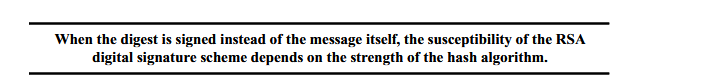 When the digest is signed instead of the message itself, the susceptibility of the RSA
digital signature scheme depends on the strength of the hash algorithm.